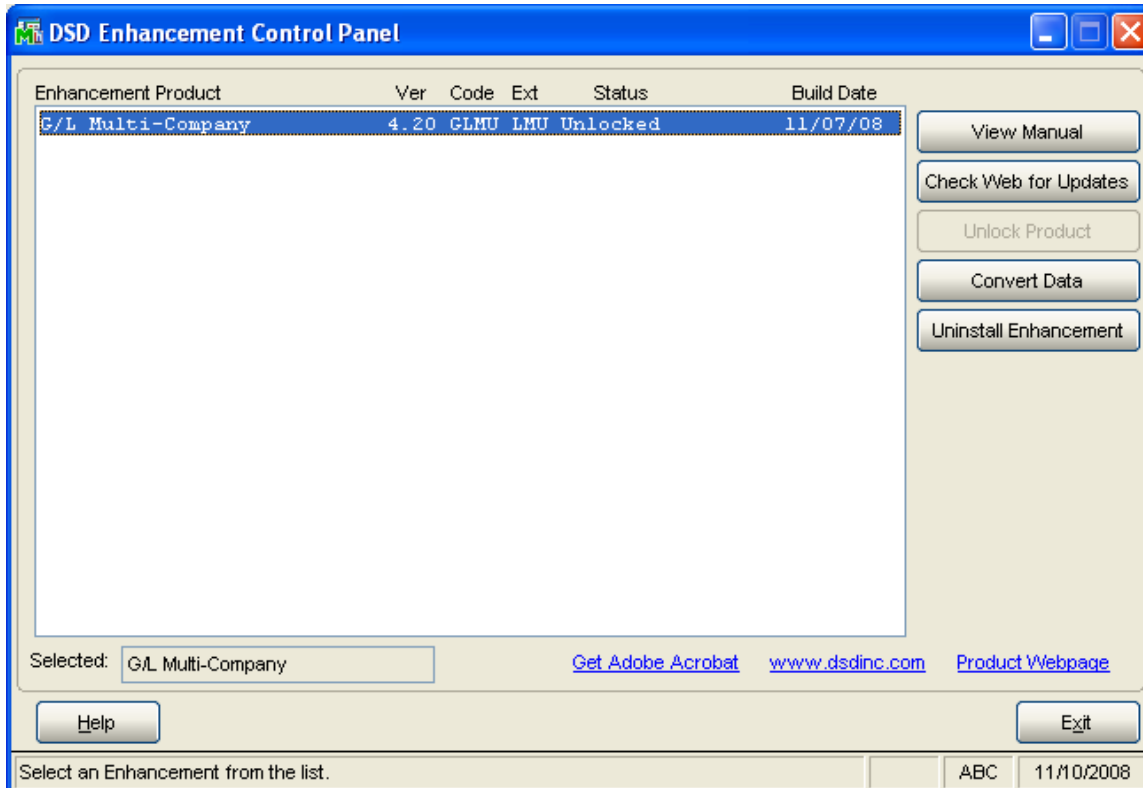 DSD Enhancement Control Panel
Enhancement Product Ver Code Ext Status Build Date
G/L Multi-Company 4.20 GLMU LMU Unlocked 11/07/08
View Manual
Check Web for Updates
Unlock Product
Convert Data
Uninstall Enhancement
Selected: G/L Multi-Company Get Adobe Acrobat www.dsdinc.com Product Webpage
Help Exit
Select an Enhancement from the list. ABC 11/10/2008